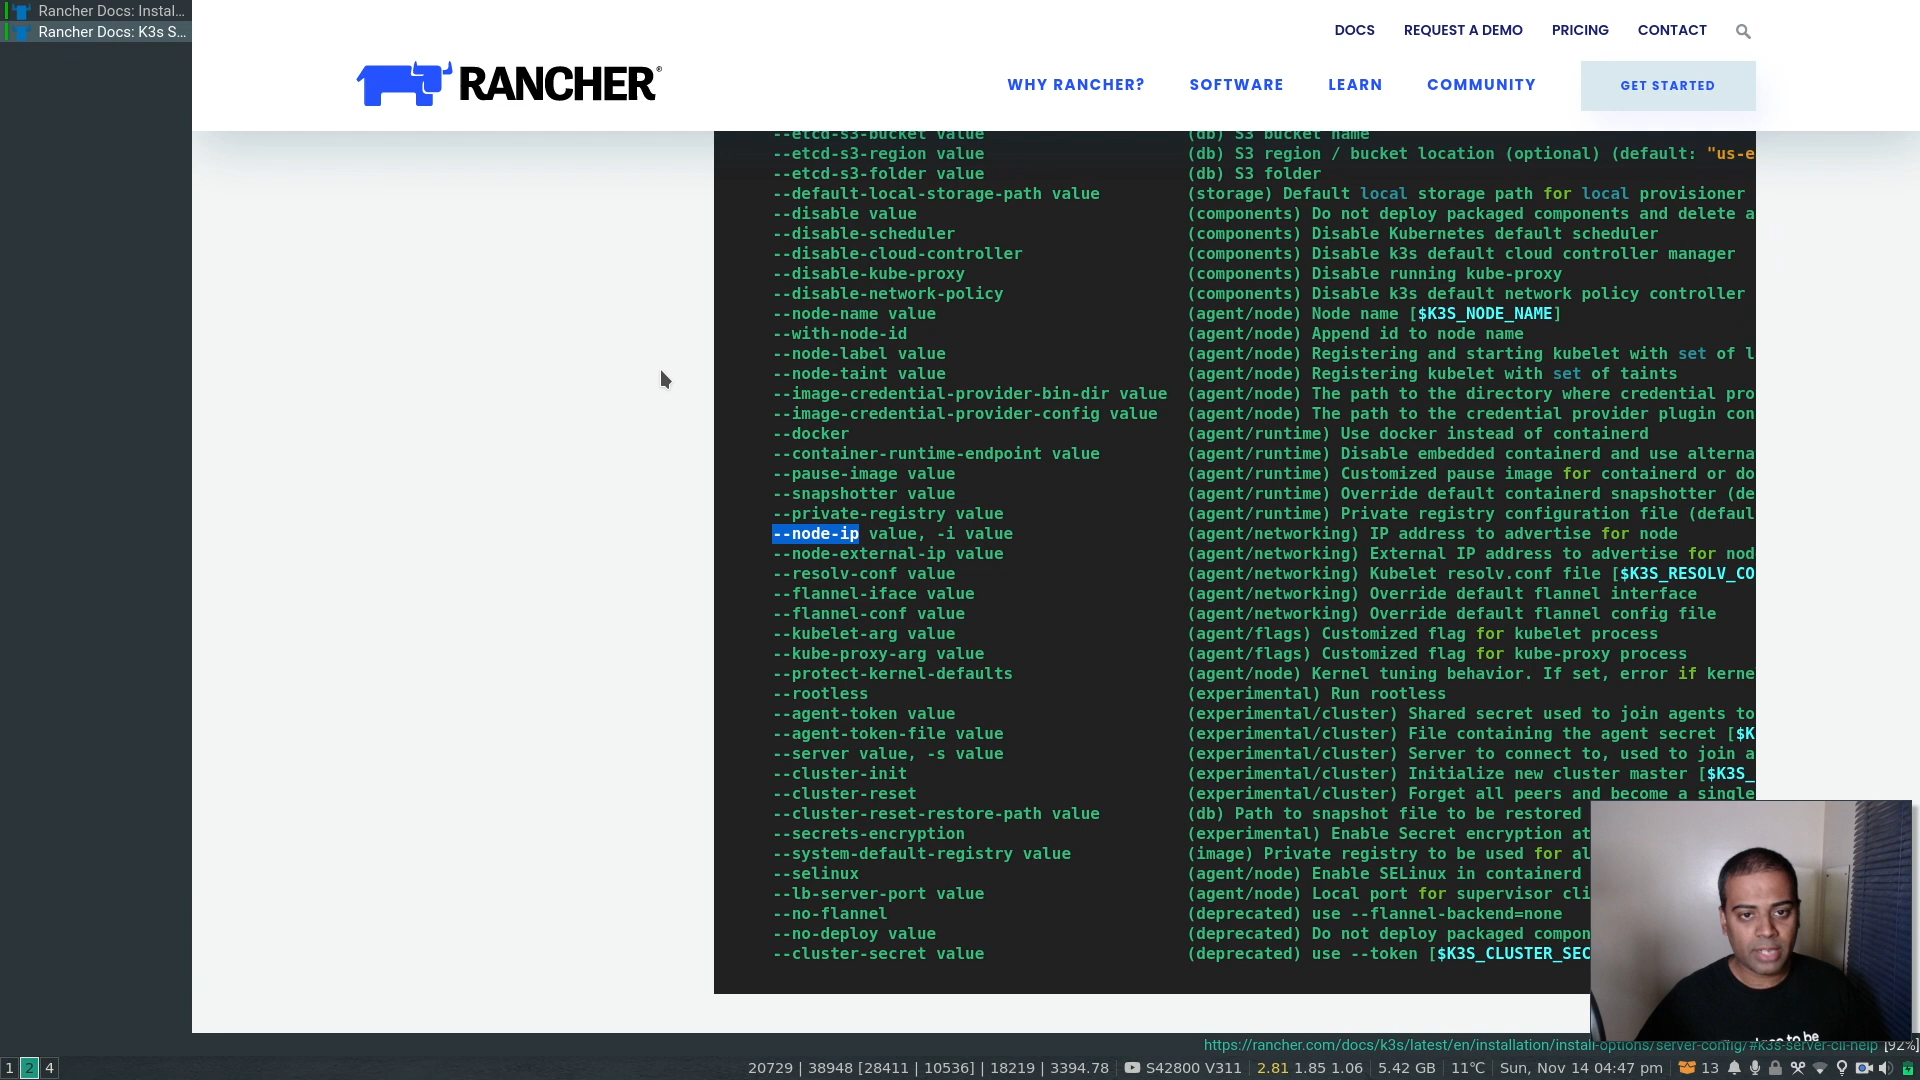 Rancher Docs: Instal...
Rancher Docs: K3s S...
DOCS REQUEST A DEMO PRICING CONTACT
RANCHER®
WHY RANCHER? SOFTWARE LEARN COMMUNITY GET STARTED
--etcd-s3-bucket value (db) S3 bucket name
--etcd-s3-region value (db) S3 region / bucket location (optional) (default: "us-e
--etcd-s3-folder value (db) S3 folder
--default-local-storage-path value (storage) Default local storage path for local provisioner
--disable value (components) Do not deploy packaged components and delete a
--disable-scheduler (components) Disable Kubernetes default scheduler
--disable-cloud-controller (components) Disable k3s default cloud controller manager
--disable-kube-proxy (components) Disable running kube-proxy
--disable-network-policy (components) Disable k3s default network policy controller
--node-name value (agent/node) Node name [$K3S_NODE_NAME]
--with-node-id (agent/node) Append id to node name
--node-label value (agent/node) Registering and starting kubelet with set of l
--node-taint value (agent/node) Registering kubelet with set of taints
--image-credential-provider-bin-dir value (agent/node) The path to the directory where credential pro
--image-credential-provider-config value (agent/node) The path to the credential provider plugin con
--docker (agent/runtime) Use docker instead of containerd
--container-runtime-endpoint value (agent/runtime) Disable embedded containerd and use alterna
--pause-image value (agent/runtime) Customized pause image for containerd or do
--snapshotter value (agent/runtime) Override default containerd snapshotter (de
--private-registry value (agent/runtime) Private registry configuration file (defaul
--node-ip value, -i value (agent/networking) IP address to advertise for node
--node-external-ip value (agent/networking) External IP address to advertise for nod
--resolv-conf value (agent/networking) Kubelet resolv.conf file [$K3S_RESOLV_CO
--flannel-iface value (agent/networking) Override default flannel interface
--flannel-conf value (agent/networking) Override default flannel config file
--kubelet-arg value (agent/flags) Customized flag for kubelet process
--kube-proxy-arg value (agent/flags) Customized flag for kube-proxy process
--protect-kernel-defaults (agent/node) Kernel tuning behavior. If set, error if kerne
--rootless (experimental) Run rootless
--agent-token value (experimental/cluster) Shared secret used to join agents to
--agent-token-file value (experimental/cluster) File containing the agent secret [$K
--server value, -s value (experimental/cluster) Server to connect to, used to join a
--cluster-init (experimental/cluster) Initialize new cluster master [$K3S_
--cluster-reset (experimental/cluster) Forget all peers and become a single
--cluster-reset-restore-path value (db) Path to snapshot file to be restored
--secrets-encryption (experimental) Enable Secret encryption at
--system-default-registry value (image) Private registry to be used for al
--selinux (agent/node) Enable SELinux in containerd
--lb-server-port value (agent/node) Local port for supervisor cli
--no-flannel (deprecated) use --flannel-backend=none
--no-deploy value (deprecated) Do not deploy packaged compon
--cluster-secret value (deprecated) use --token [$K3S_CLUSTER_SEC
to be
https://rancher.com/docs/k3s/latest/en/installation/install-options/server-config/#k3s-server-cli-help [92%]
1 2 4 20729 | 38948 [28411 | 10536] | 18219 | 3394.78 S42800 V311 2.81 1.85 1.06 5.42 GB 11℃ Sun, Nov 14 04:47 pm 13